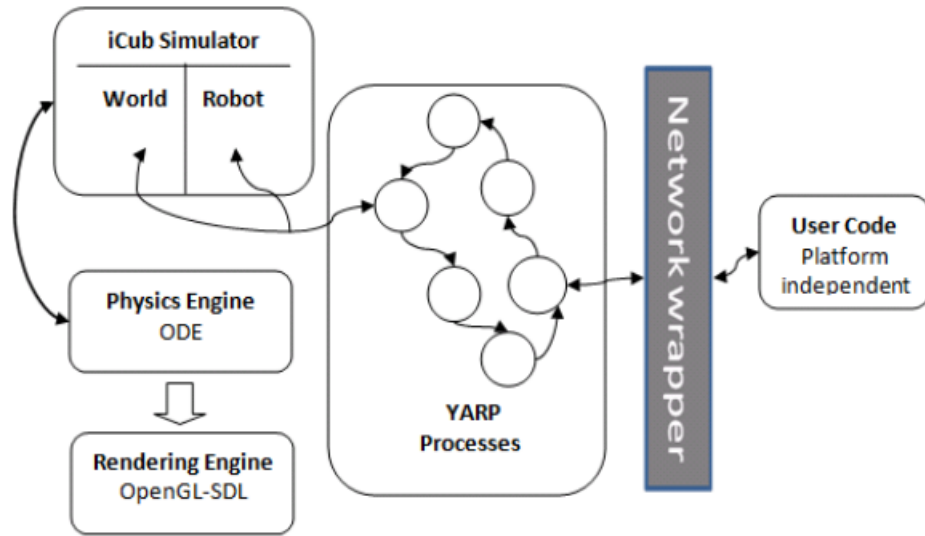 iCub Simulator
World
Robot
Physics Engine
ODE
Rendering Engine
OpenGL-SDL
YARP
Processes
Network wrapper
User Code
Platform
independent